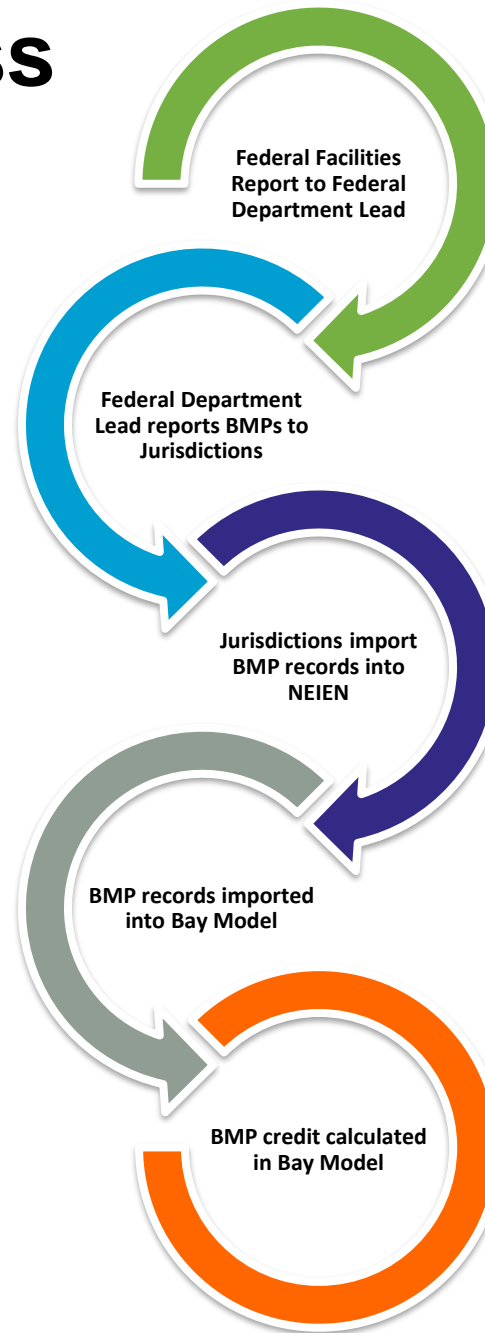 ss
Federal Facilities
Report to Federal
Department Lead
Federal Department
Lead reports BMPs to
Jurisdictions
Jurisdictions import
BMP records into
NEIEN
BMP records imported
into Bay Model
BMP credit calculated
in Bay Model